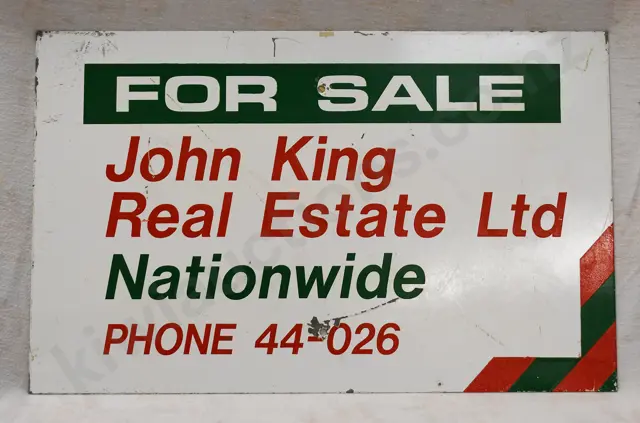 FOR SALE
John King
Real Estate Ltd
Nationwide
PHONE 44-026